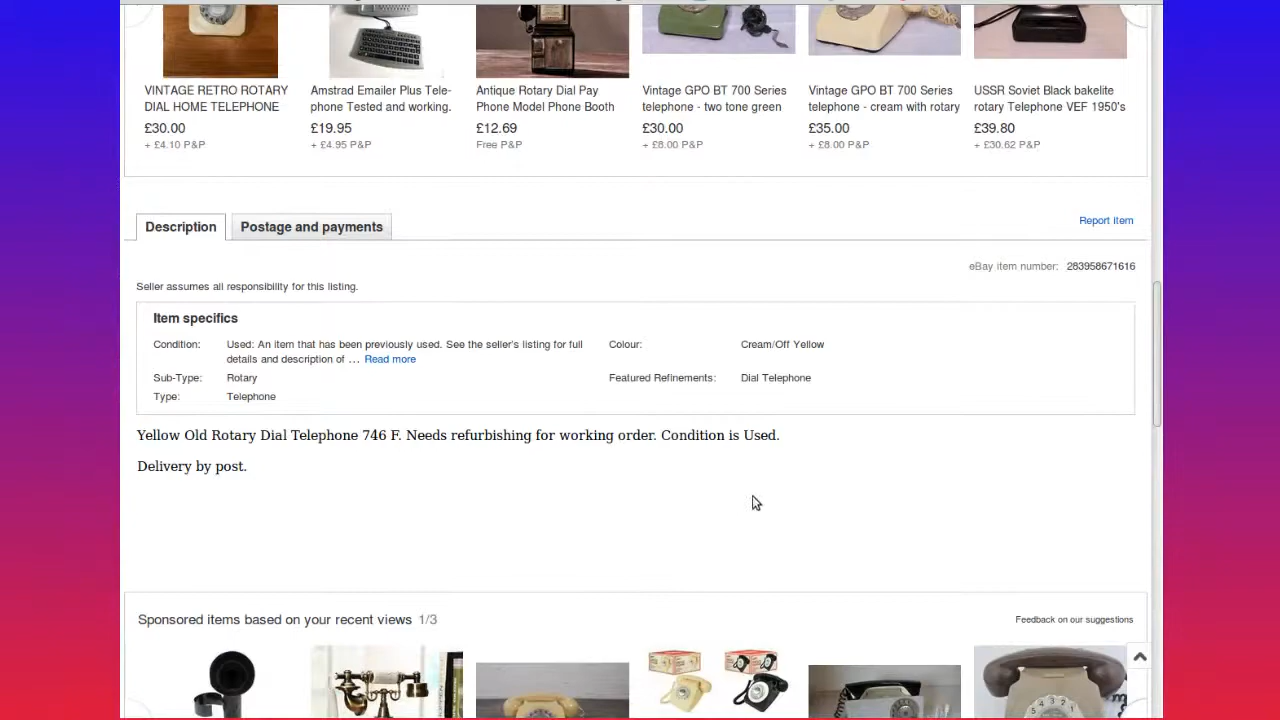 VINTAGE RETRO ROTARY
DIAL HOME TELEPHONE
£30.00
+ £4.10 P&P
Amstrad Emailer Plus Tele-
phone Tested and working.
£19.95
+ £4.95 P&P
Antique Rotary Dial Pay
Phone Model Phone Booth
£12.69
Free P&P
Vintage GPO BT 700 Series
telephone - two tone green
£30.00
+ £8.00 P&P
Vintage GPO BT 700 Series
telephone - cream with rotary
£35.00
+ £8.00 P&P
USSR Soviet Black bakelite
rotary Telephone VEF 1950's
£39.80
+ £30.62 P&P
Description
Postage and payments
Report item
eBay item number: 283958671616
Seller assumes all responsibility for this listing.
Item specifics
Condition: Used: An item that has been previously used. See the seller's listing for full
details and description of ... Read more
Colour: Cream/Off Yellow
Sub-Type: Rotary
Featured Refinements: Dial Telephone
Type: Telephone
Yellow Old Rotary Dial Telephone 746 F. Needs refurbishing for working order. Condition is Used.
Delivery by post.
Sponsored items based on your recent views 1/3
Feedback on our suggestions